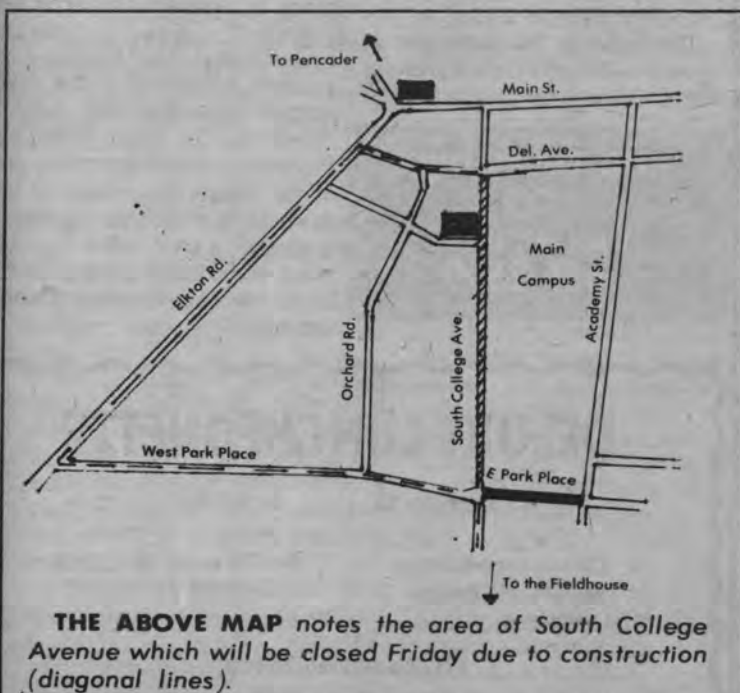 To Pencader
Main St.
Del. Ave.
Main
Campus
Elkton Rd.
Orchard Rd.
South College Ave.
Academy St.
West Park Place
E Park Place
To the Fieldhouse
THE ABOVE MAP notes the area of South College
Avenue which will be closed Friday due to construction
(diagonal lines).